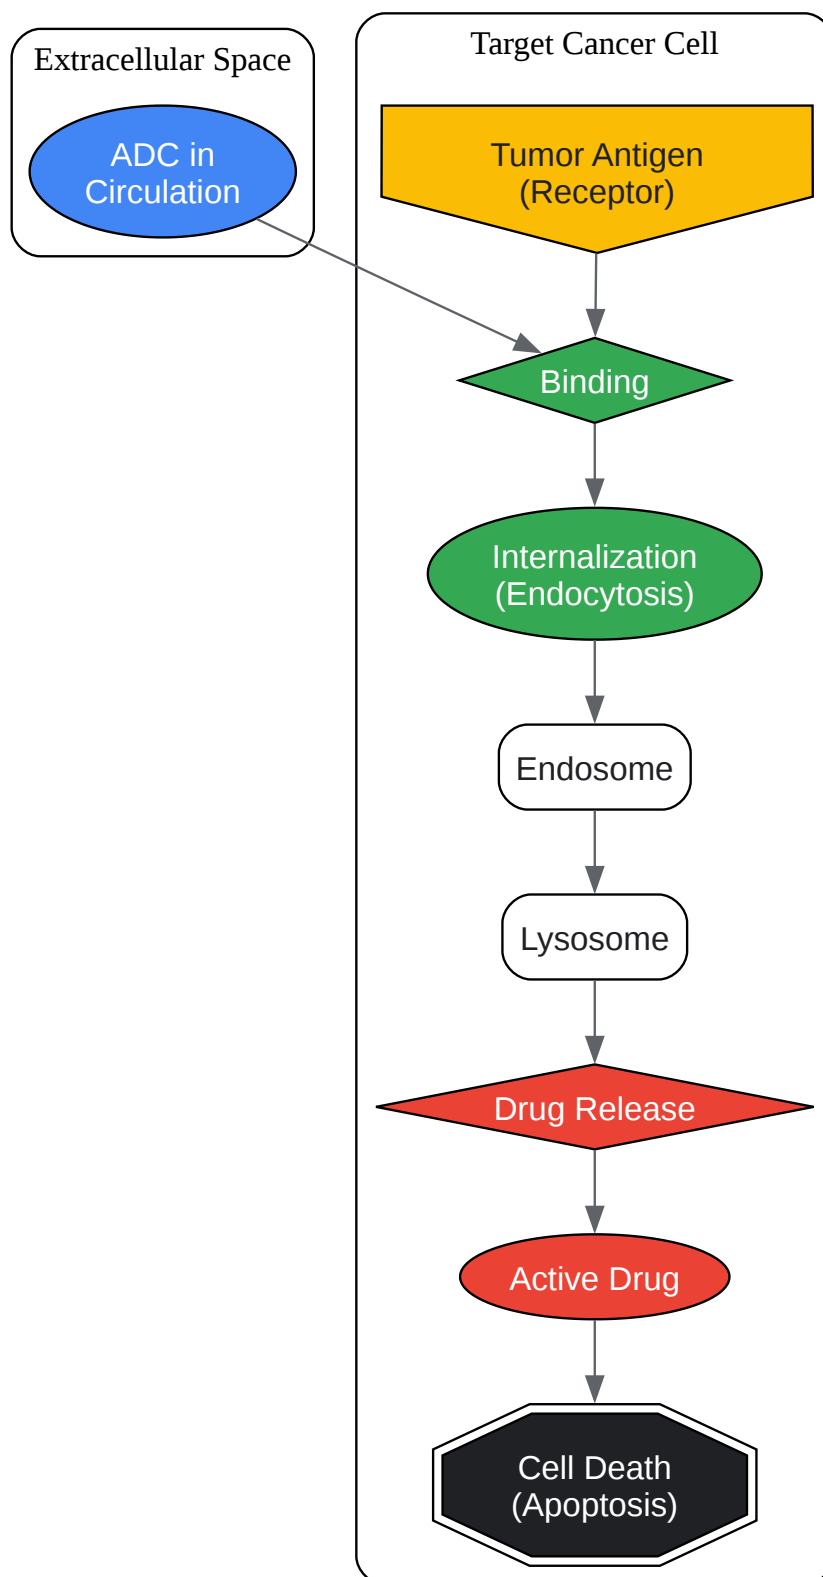 Extracellular Space
ADC in
Circulation
Target Cancer Cell
Tumor Antigen
(Receptor)
Binding
Internalization
(Endocytosis)
Endosome
Lysosome
Drug Release
Active Drug
Cell Death
(Apoptosis)